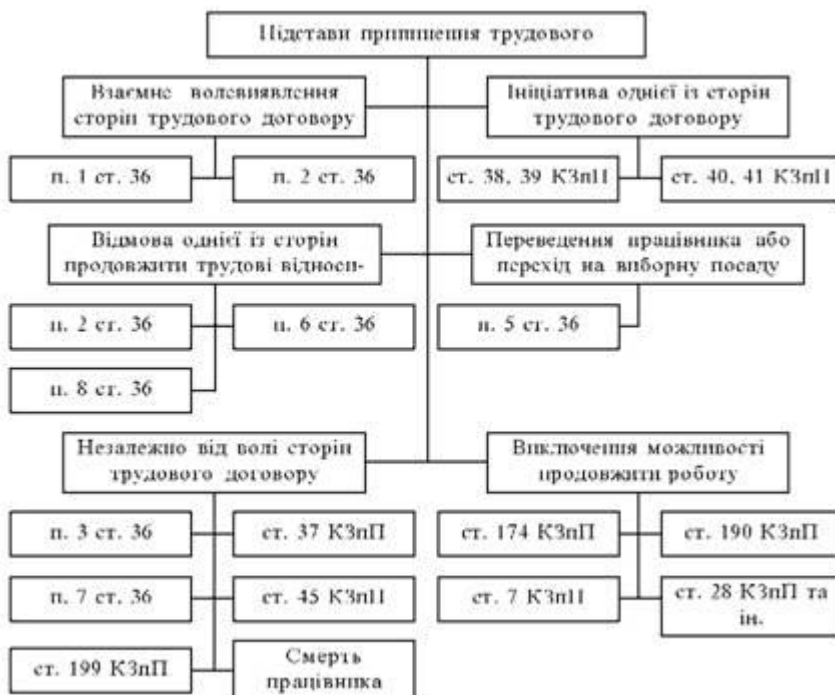 Підстави припинення трудового
Взаємне волевиявлення
сторін трудового договору
Ініціатива однієї із сторін
трудового договору
п. 1 ст. 36
п. 2 ст. 36
ст. 38, 39 КЗпП
ст. 40, 41 КЗпП
Відмова однієї із сторін
продовжити трудові відноси-
Переведення працівника або
перехід на виборну посаду
п. 2 ст. 36
п. 6 ст. 36
п. 5 ст. 36
п. 8 ст. 36
Незалежно від волі сторін
трудового договору
Виключення можливості
продовжити роботу
п. 3 ст. 36
ст. 37 КЗпП
ст. 174 КЗпП
ст. 190 КЗпП
п. 7 ст. 36
ст. 45 КЗпП
ст. 7 КЗпП
ст. 28 КЗпП та
ін.
ст. 199 КЗпП
Смерть
працівника